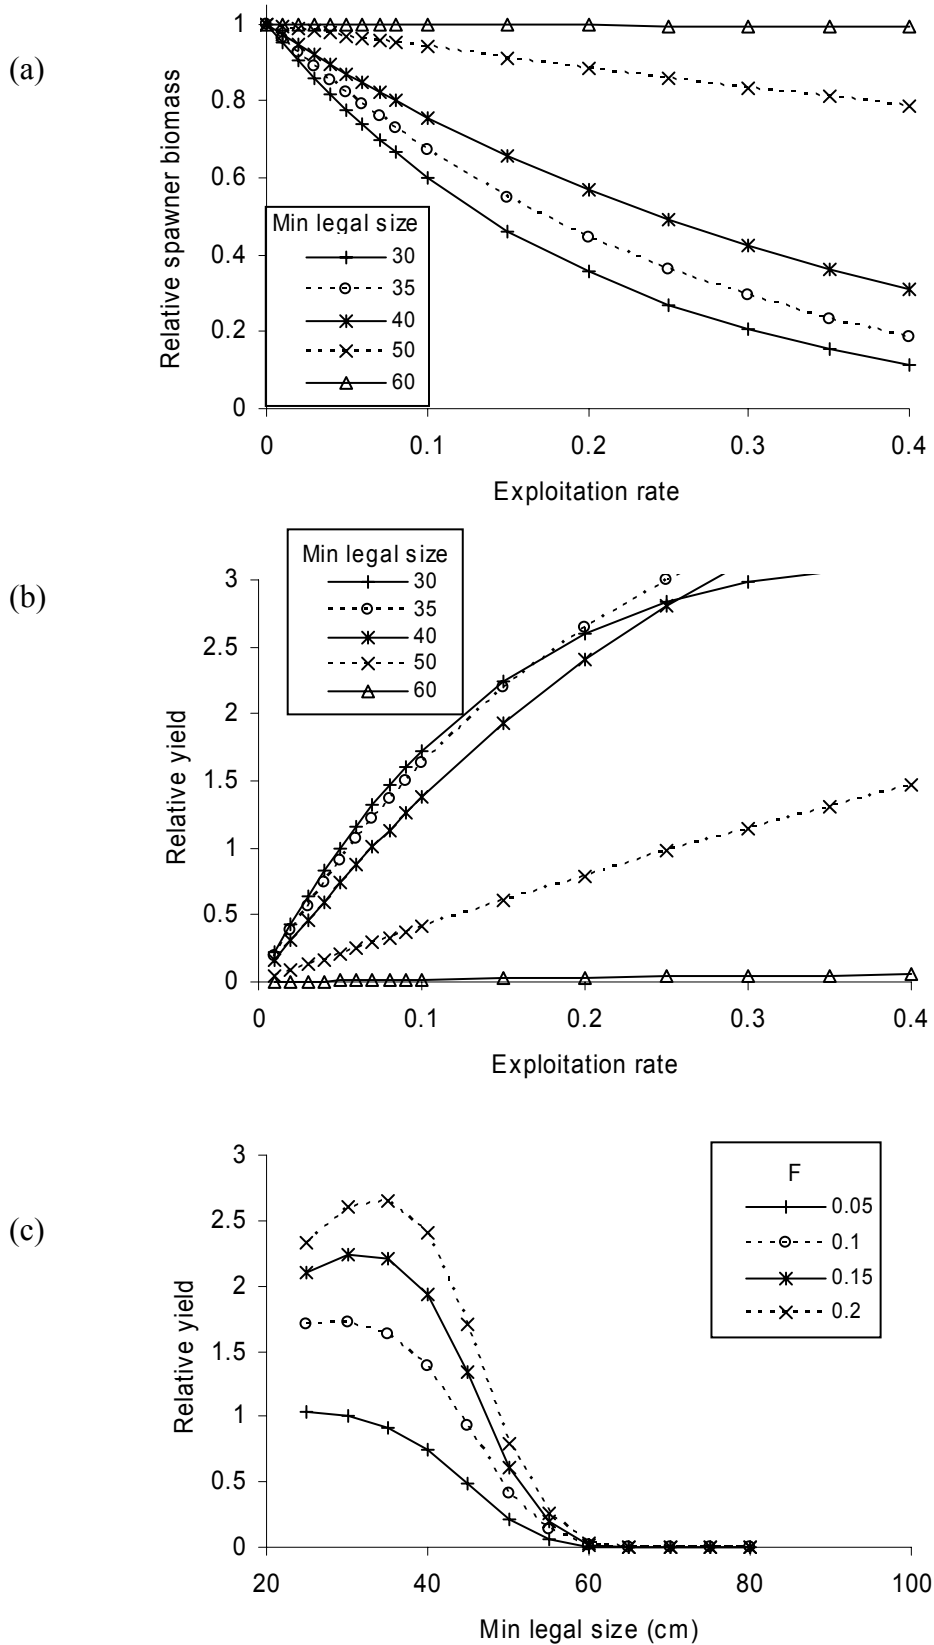 (a)
Relative spawner biomass
1
0.8
0.6
0.4
0.2
0
Min legal size
30
35
40
50
60
0 0.1 0.2 0.3 0.4
Exploitation rate
(b)
Relative yield
Min legal size
30
35
40
50
60
3
2.5
2
1.5
1
0.5
0
0 0.1 0.2 0.3 0.4
Exploitation rate
(c)
Relative yield
3
2.5
2
1.5
1
0.5
0
F
0.05
0.1
0.15
0.2
20 40 60 80 100
Min legal size (cm)